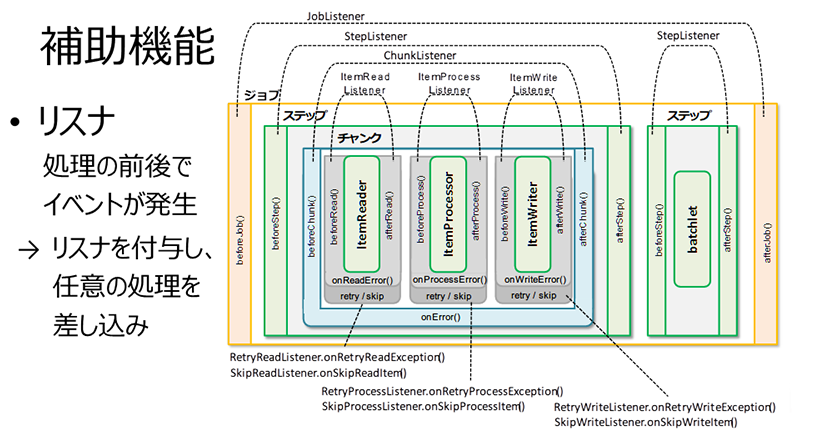 補助機能
• リスナ
処理の前後で
イベントが発生
→ リスナを付与し、
任意の処理を
差し込み
JobListener
StepListener
StepListener
ChunkListener
ItemRead
Listener
ItemProcess
Listener
ItemWrite
Listener
ジョブ
ステップ
ステップ
チャンク
beforeJob()
beforeStep()
beforeChunk()
beforeRead()
ItemReader
afterRead()
beforeProcess()
ItemProcessor
afterProcess()
beforeWrite()
ItemWriter
afterWrite()
afterChunk()
afterStep()
beforeStep()
batchlet
afterStep()
afterJob()
onReadError()
onProcessError()
onWriteError()
retry / skip
retry / skip
retry / skip
onError()
RetryReadListener.onRetryReadException()
SkipReadListener.onSkipReadItem()
RetryProcessListener.onRetryProcessException()
SkipProcessListener.onSkipProcessItem()
RetryWriteListener.onRetryWriteException()
SkipWriteListener.onSkipWriteItem()